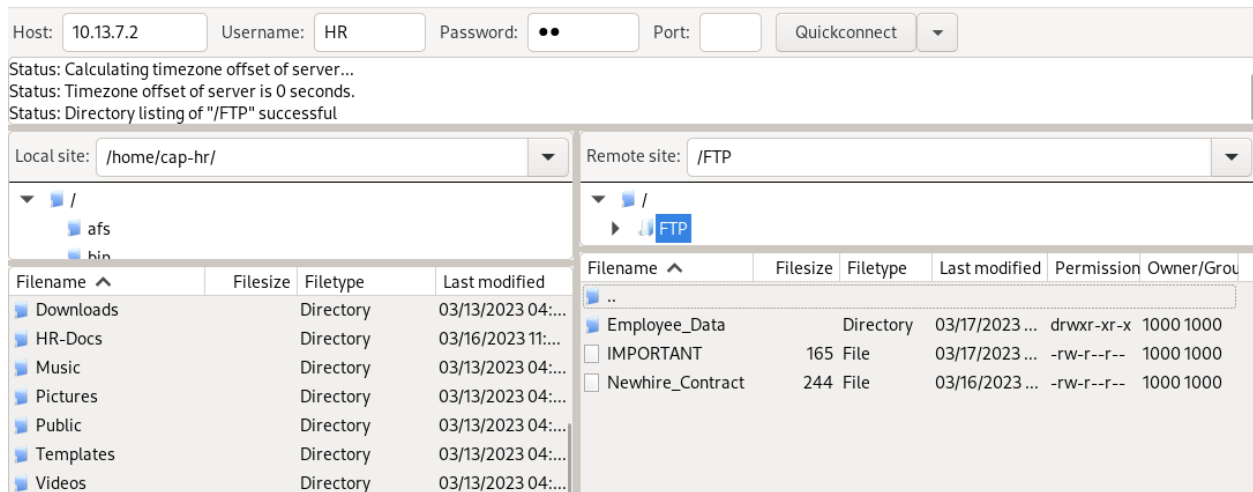 Host: 10.13.7.2 Username: HR Password: ●● Port: Quickconnect
Status: Calculating timezone offset of server...
Status: Timezone offset of server is 0 seconds.
Status: Directory listing of "/FTP" successful
Local site: /home/cap-hr/
/
afs
bin
Filename Filesize Filetype Last modified
Downloads Directory 03/13/2023 04:...
HR-Docs Directory 03/16/2023 11:...
Music Directory 03/13/2023 04:...
Pictures Directory 03/13/2023 04:...
Public Directory 03/13/2023 04:...
Templates Directory 03/13/2023 04:...
Videos Directory 03/13/2023 04:...
Remote site: /FTP
/
FTP
Filename Filesize Filetype Last modified Permission Owner/Grou
..
Employee_Data Directory 03/17/2023 ... drwxr-xr-x 1000 1000
IMPORTANT 165 File 03/17/2023 ... -rw-r--r-- 1000 1000
Newhire_Contract 244 File 03/16/2023 ... -rw-r--r-- 1000 1000